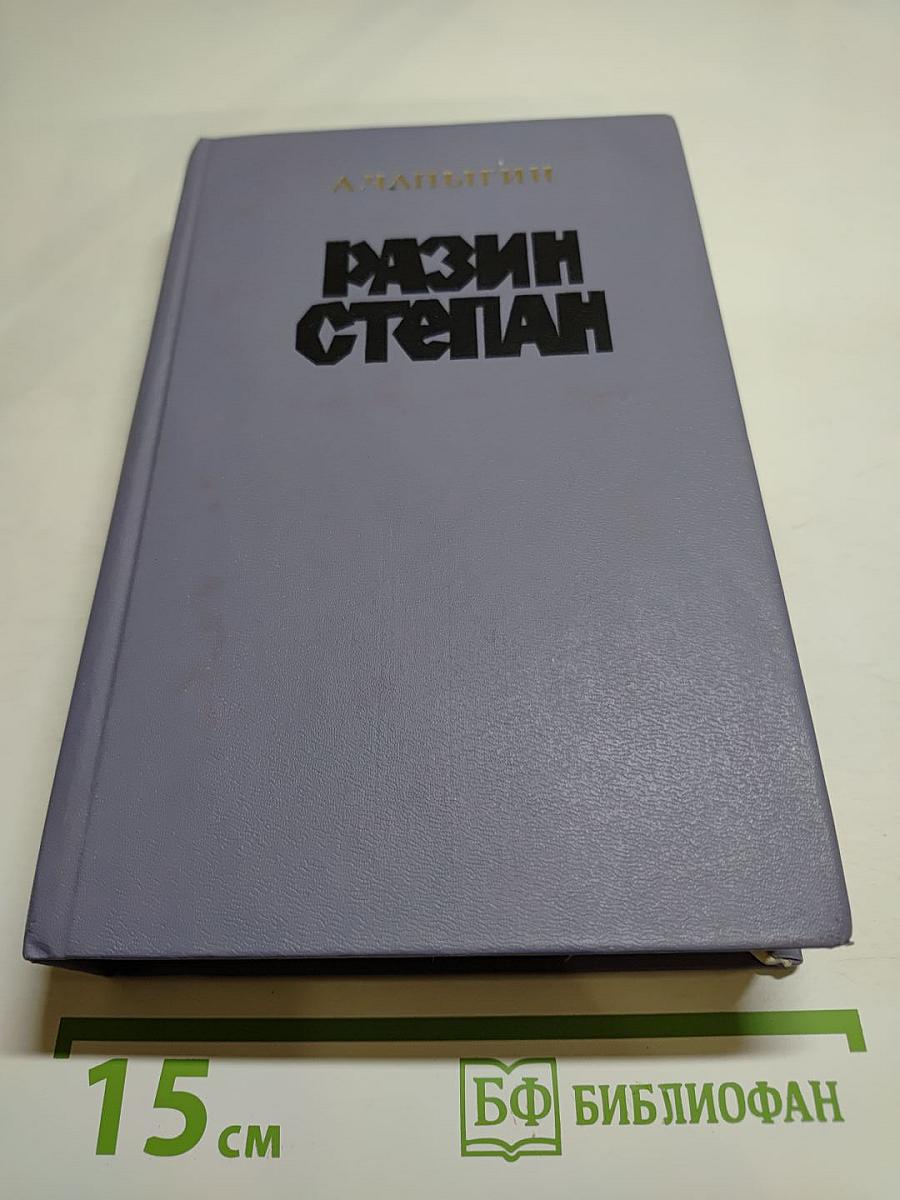 А.ЧАПЫГИН
РАЗИН
СТЕПАН
15 см
БФ БИБЛИОФАН